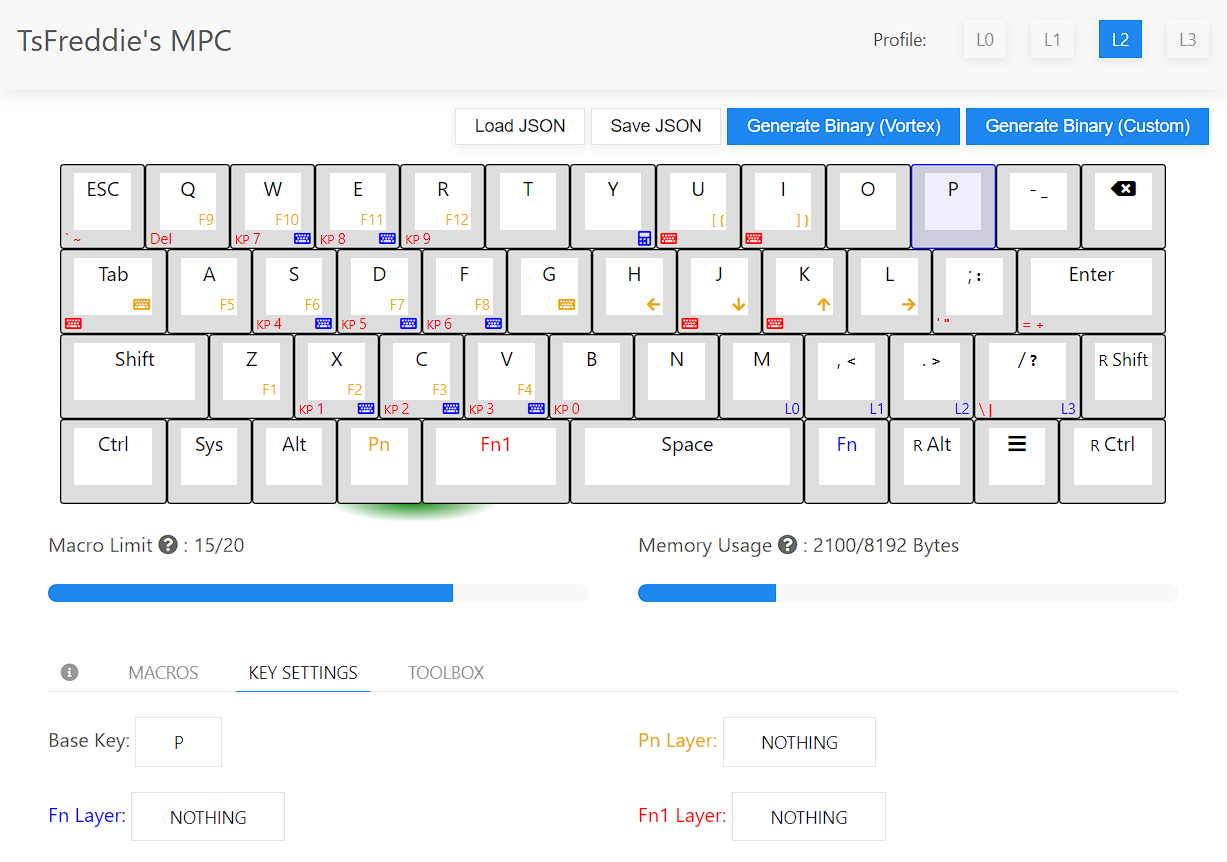 TsFreddie's MPC
Profile: L0 L1 L2 L3
Load JSON Save JSON Generate Binary (Vortex) Generate Binary (Custom)
ESC Q W E R T Y U I O P - _
F9 F10 F11 F12 [ { ] }
` ~ Del KP 7 KP 8 KP 9
Tab A S D F G H J K L ; : Enter
F5 F6 F7 F8
KP 4 KP 5 KP 6 ' " = +
Shift Z X C V B N M , < . > / ? R Shift
F1 F2 F3 F4
KP 1 KP 2 KP 3 KP 0 L0 L1 L2 \ | L3
Ctrl Sys Alt Pn Fn1 Space Fn R Alt R Ctrl
Macro Limit ? : 15/20 Memory Usage ? : 2100/8192 Bytes
i MACROS KEY SETTINGS TOOLBOX
Base Key: P Pn Layer: NOTHING
Fn Layer: NOTHING Fn1 Layer: NOTHING